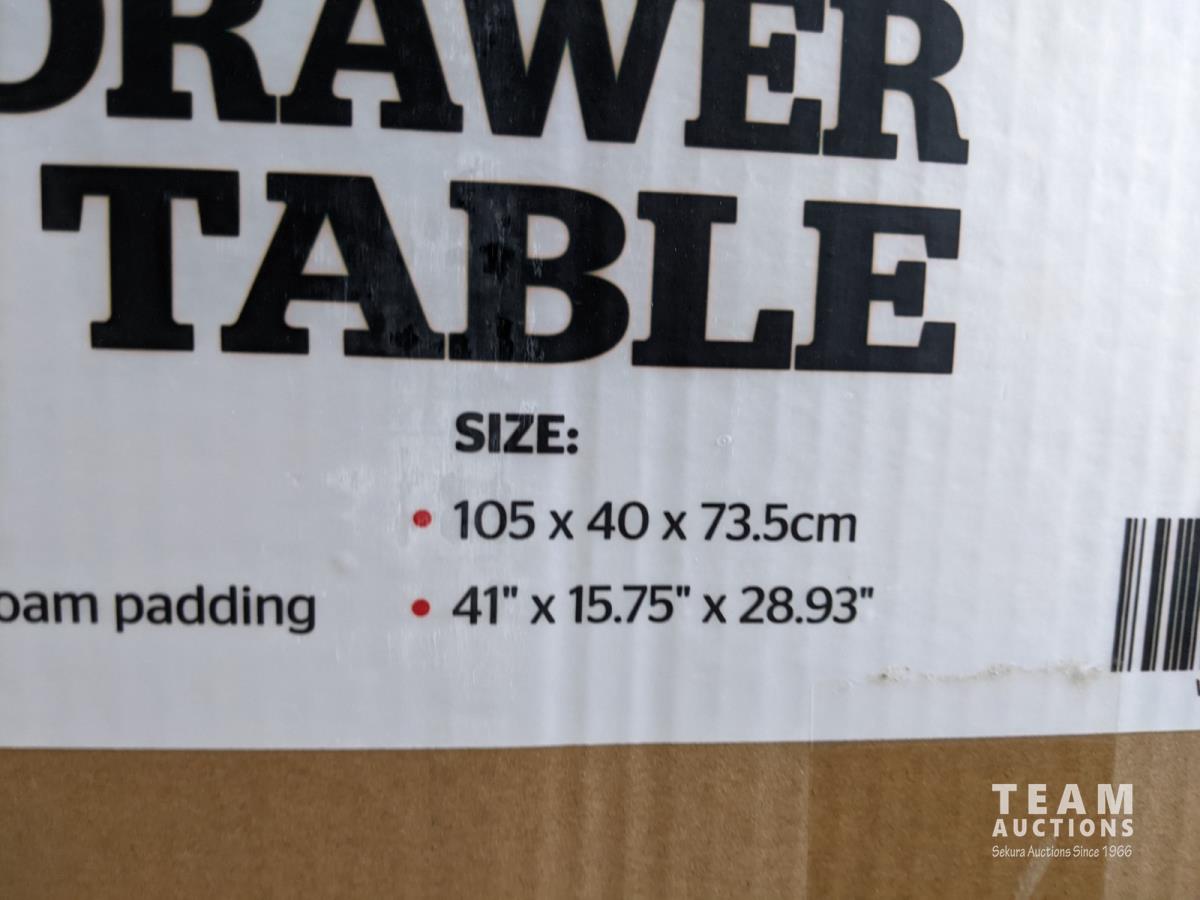 DRAWER
TABLE
SIZE:
• 105 x 40 x 73.5cm
oam padding
• 41" x 15.75" x 28.93"
TEAM
AUCTIONS
Sekura Auctions Since 1966